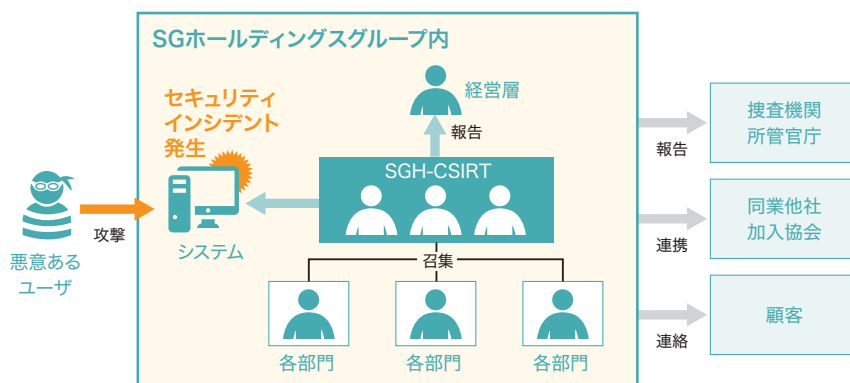 SGホールディングスグループ内
セキュリティ
インシデント
発生
経営層
報告
SGH-CSIRT
攻撃
悪意ある
ユーザ
システム
召集
各部門
各部門
各部門
報告
捜査機関
所管官庁
連携
同業他社
加入協会
連絡
顧客